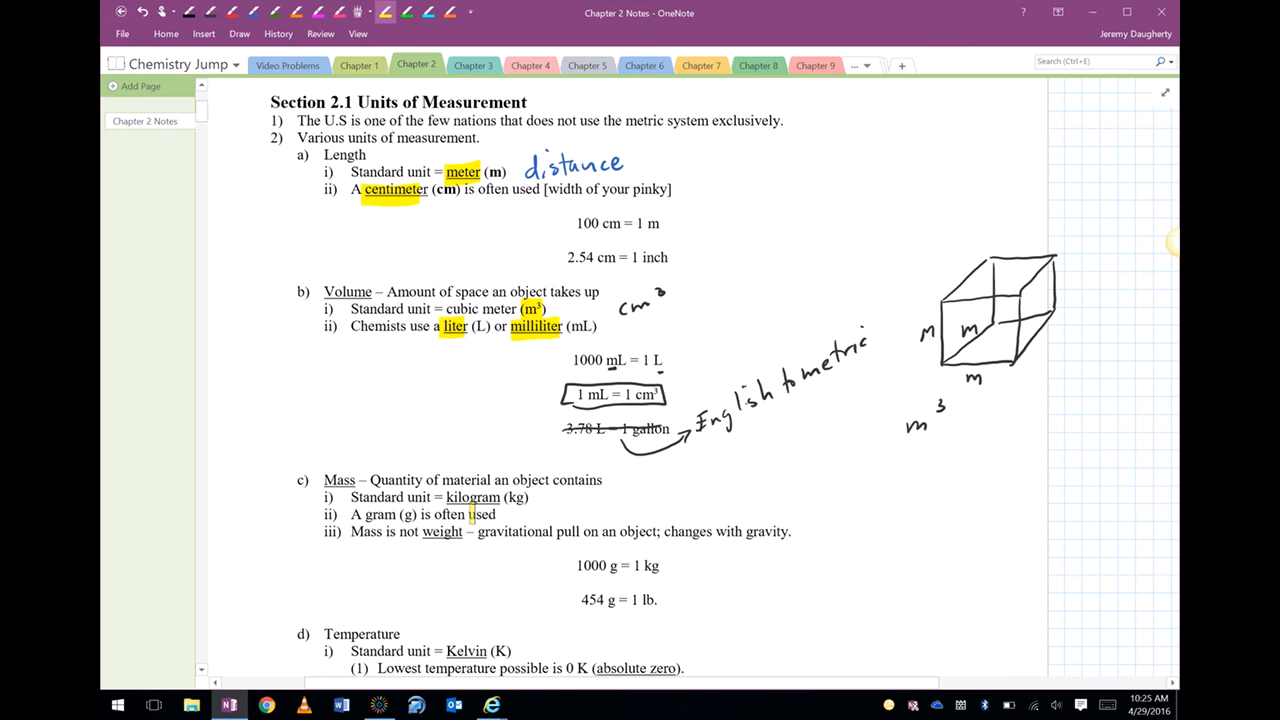 Chapter 2 Notes - OneNote
?
Jeremy Daugherty
File Home Insert Draw History Review View
Chemistry Jump Video Problems Chapter 1 Chapter 2 Chapter 3 Chapter 4 Chapter 5 Chapter 6 Chapter 7 Chapter 8 Chapter 9 ... +
Search (Ctrl+E)
Add Page
Chapter 2 Notes
Section 2.1 Units of Measurement
1) The U.S is one of the few nations that does not use the metric system exclusively.
2) Various units of measurement.
a) Length
i) Standard unit = meter (m) distance
ii) A centimeter (cm) is often used [width of your pinky]
100 cm = 1 m
2.54 cm = 1 inch
b) Volume – Amount of space an object takes up
i) Standard unit = cubic meter (m³) cm³
ii) Chemists use a liter (L) or milliliter (mL)
m m
m
1000 mL = 1 L
1 mL = 1 cm³
3.78 L = 1 gallon English to metric
m³
c) Mass – Quantity of material an object contains
i) Standard unit = kilogram (kg)
ii) A gram (g) is often used
iii) Mass is not weight – gravitational pull on an object; changes with gravity.
1000 g = 1 kg
454 g = 1 lb.
d) Temperature
i) Standard unit = Kelvin (K)
(1) Lowest temperature possible is 0 K (absolute zero).
10:25 AM
4/29/2016